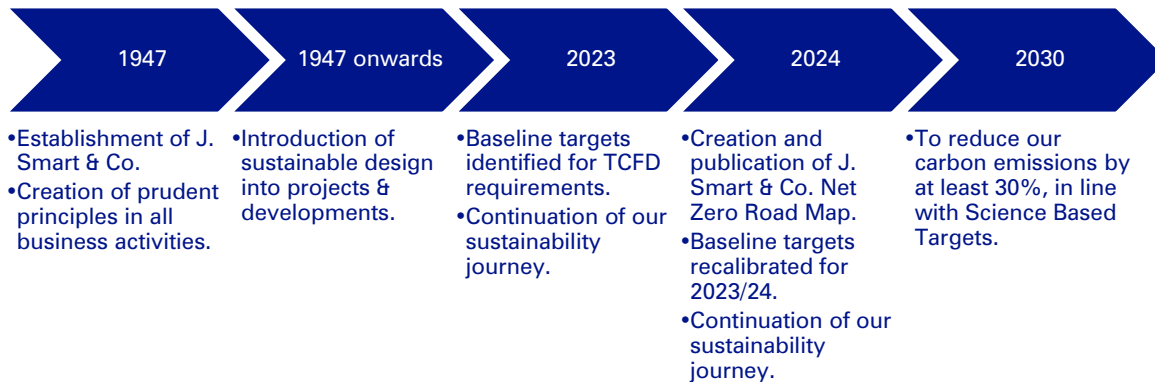 1947
•Establishment of J.
Smart & Co.
•Creation of prudent
principles in all
business activities.
1947 onwards
•Introduction of
sustainable design
into projects &
developments.
2023
•Baseline targets
identified for TCFD
requirements.
•Continuation of our
sustainability
journey.
2024
•Creation and
publication of J.
Smart & Co. Net
Zero Road Map.
•Baseline targets
recalibrated for
2023/24.
•Continuation of our
sustainability
journey.
2030
•To reduce our
carbon emissions by
at least 30%, in line
with Science Based
Targets.